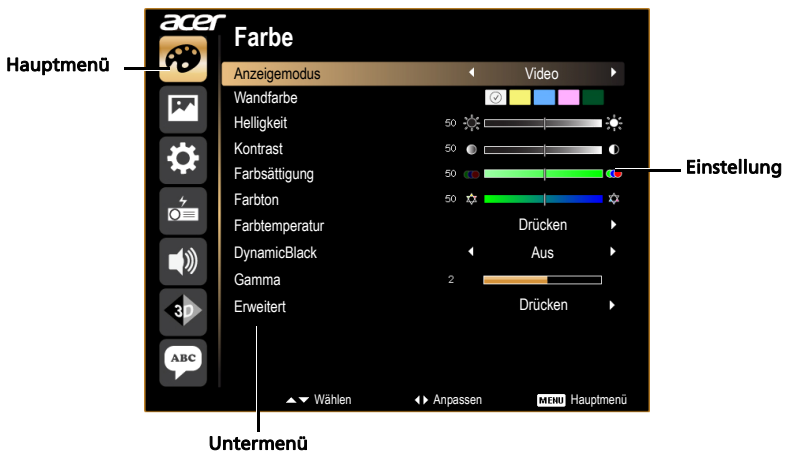 acer
Farbe
Hauptmenü
Anzeigemodus Video
Wandfarbe
Helligkeit 50
Kontrast 50
Farbsättigung 50
Einstellung
Farbton 50
Farbtemperatur Drücken
DynamicBlack Aus
Gamma 2
3D
Erweitert Drücken
ABC
Wählen Anpassen MENU Hauptmenü
Untermenü